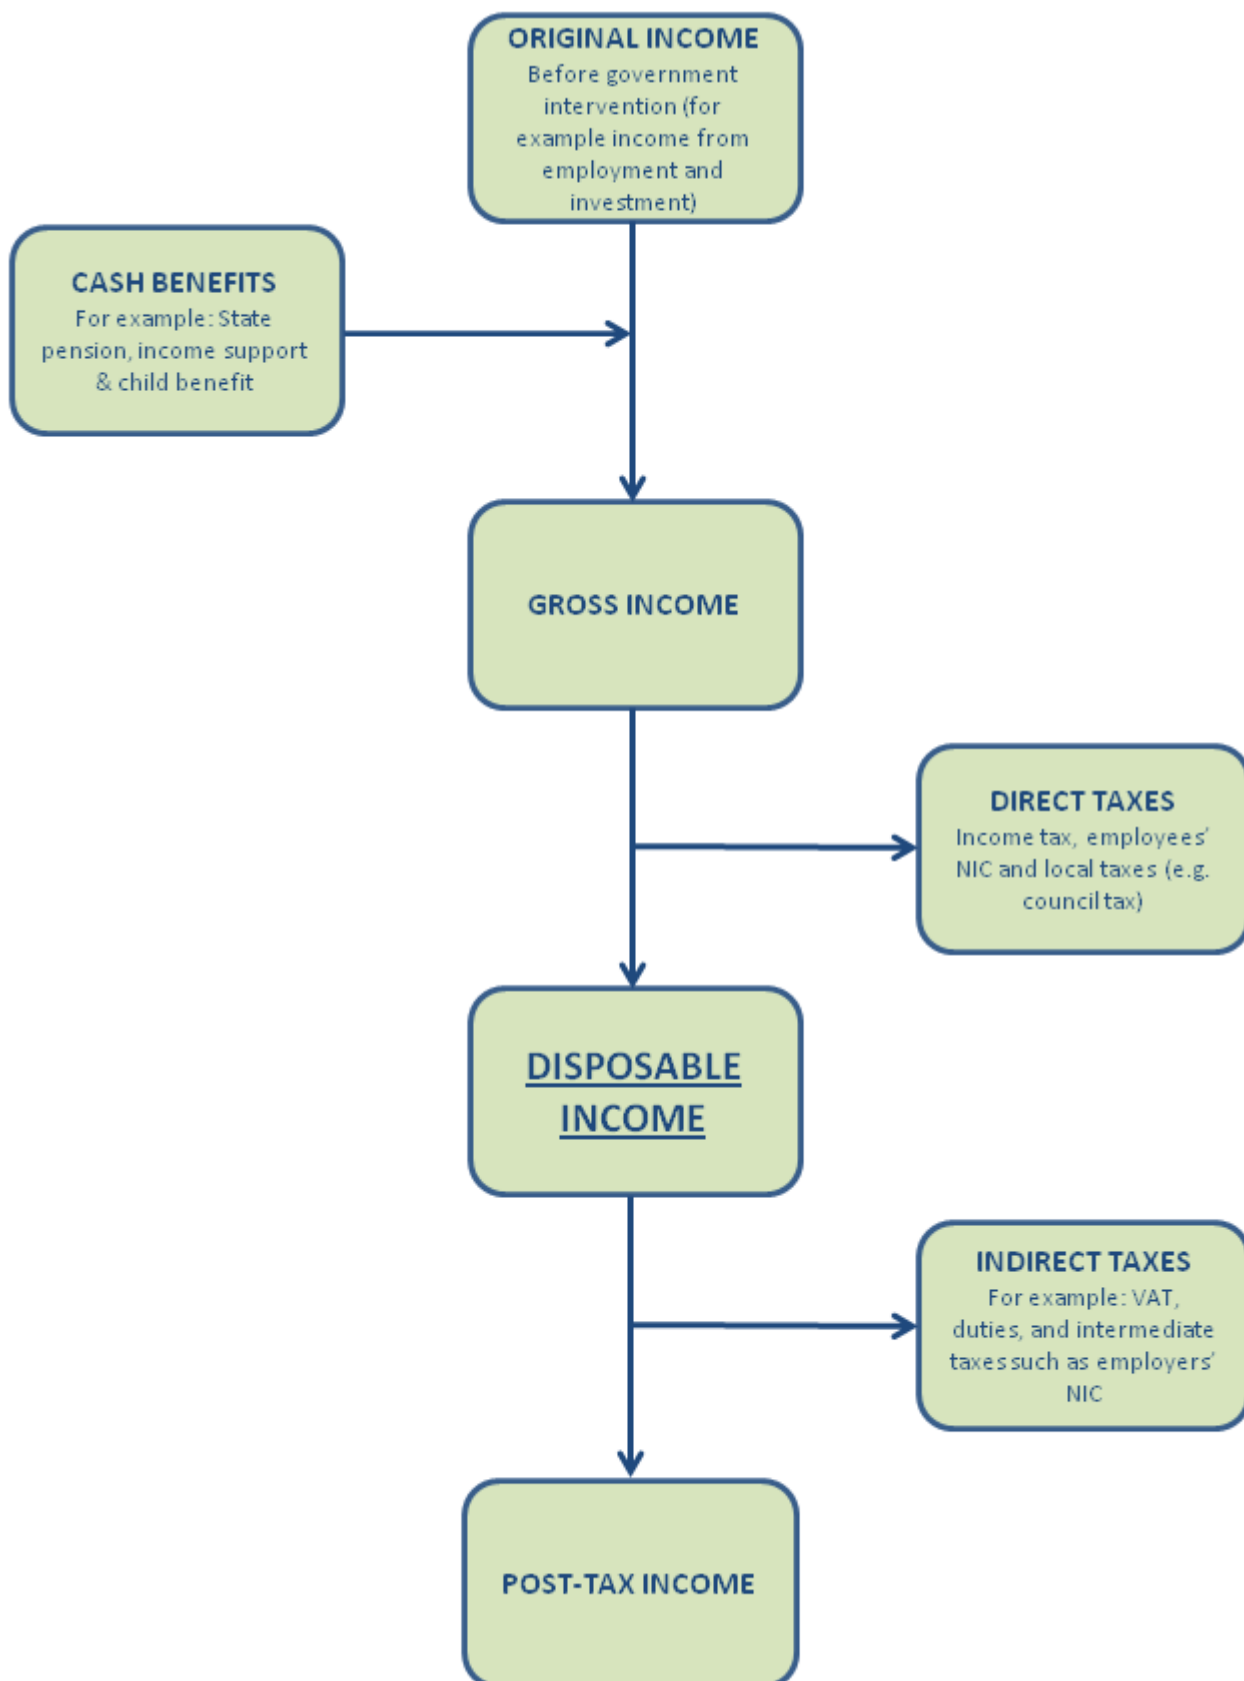 ORIGINAL INCOME
Before government
intervention (for
example income from
employment and
investment)
CASH BENEFITS
For example: State
pension, income support
& child benefit
GROSS INCOME
DIRECT TAXES
Income tax, employees’
NIC and local taxes (e.g.
council tax)
DISPOSABLE
INCOME
INDIRECT TAXES
For example: VAT,
duties, and intermediate
taxes such as employers’
NIC
POST-TAX INCOME